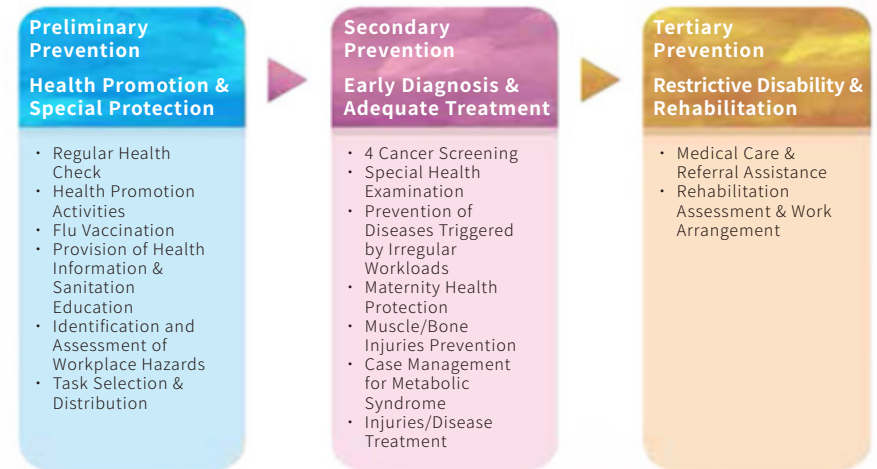 Preliminary
Prevention
Health Promotion &
Special Protection
・ Regular Health
Check
・ Health Promotion
Activities
・ Flu Vaccination
・ Provision of Health
Information &
Sanitation
Education
・ Identification and
Assessment of
Workplace Hazards
・ Task Selection &
Distribution
Secondary
Prevention
Early Diagnosis &
Adequate Treatment
・ 4 Cancer Screening
・ Special Health
Examination
・ Prevention of
Diseases Triggered
by Irregular
Workloads
・ Maternity Health
Protection
・ Muscle/Bone
Injuries Prevention
・ Case Management
for Metabolic
Syndrome
・ Injuries/Disease
Treatment
Tertiary
Prevention
Restrictive Disability &
Rehabilitation
・ Medical Care &
Referral Assistance
・ Rehabilitation
Assessment & Work
Arrangement